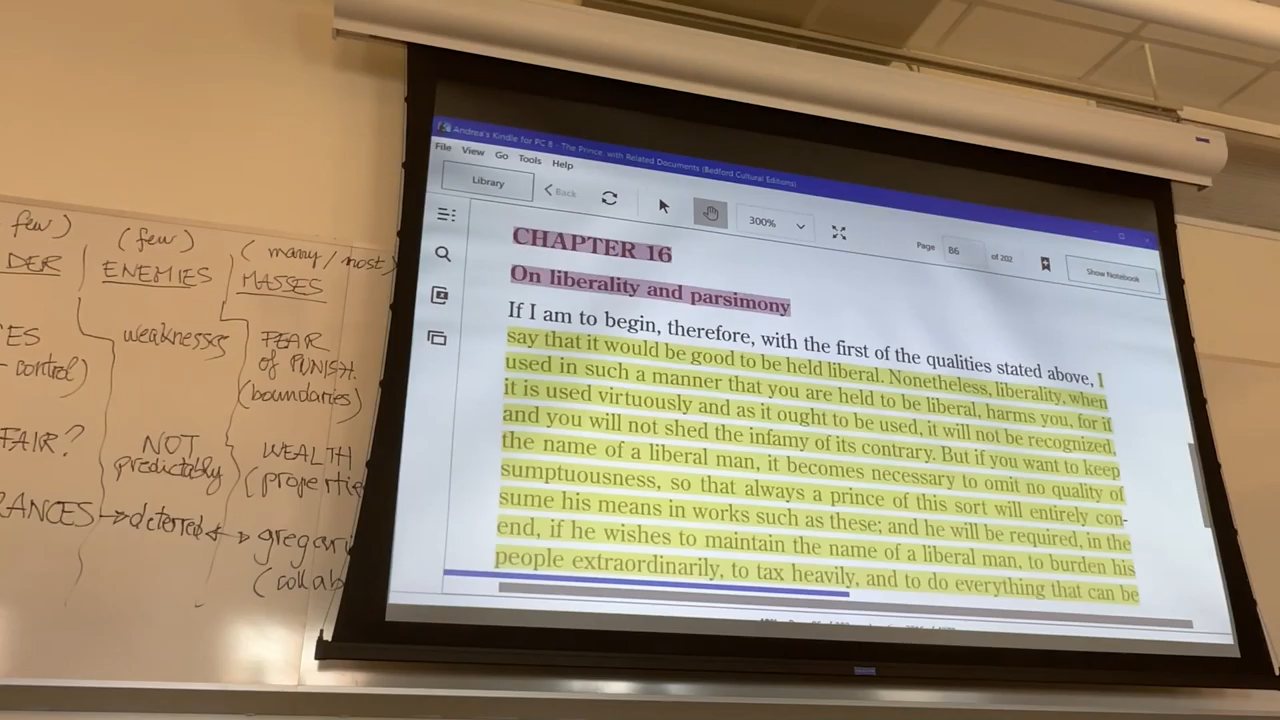 few)
DER
(few)
ENEMIES
(many/most)
MASSES
weaknesses
FEAR
of PUNISH.
(boundaries)
control)
FAIR?
NOT
predictably
WEALTH
(propertie
RANCES → deterred ↔ gregari
(collab
Andrea's Kindle for PC 8 - The Prince with Related Documents (Bedford Cultural Editions)
File View Go Tools Help
Library
Back
300%
Page 86 of 202
Show Notebook
CHAPTER 16
On liberality and parsimony
If I am to begin, therefore, with the first of the qualities stated above, I
say that it would be good to be held liberal. Nonetheless, liberality, when
used in such a manner that you are held to be liberal, harms you, for if
it is used virtuously and as it ought to be used, it will not be recognized,
and you will not shed the infamy of its contrary. But if you want to keep
the name of a liberal man, it becomes necessary to omit no quality of
sumptuousness, so that always a prince of this sort will entirely con-
sume his means in works such as these; and he will be required, in the
end, if he wishes to maintain the name of a liberal man, to burden his
people extraordinarily, to tax heavily, and to do everything that can be